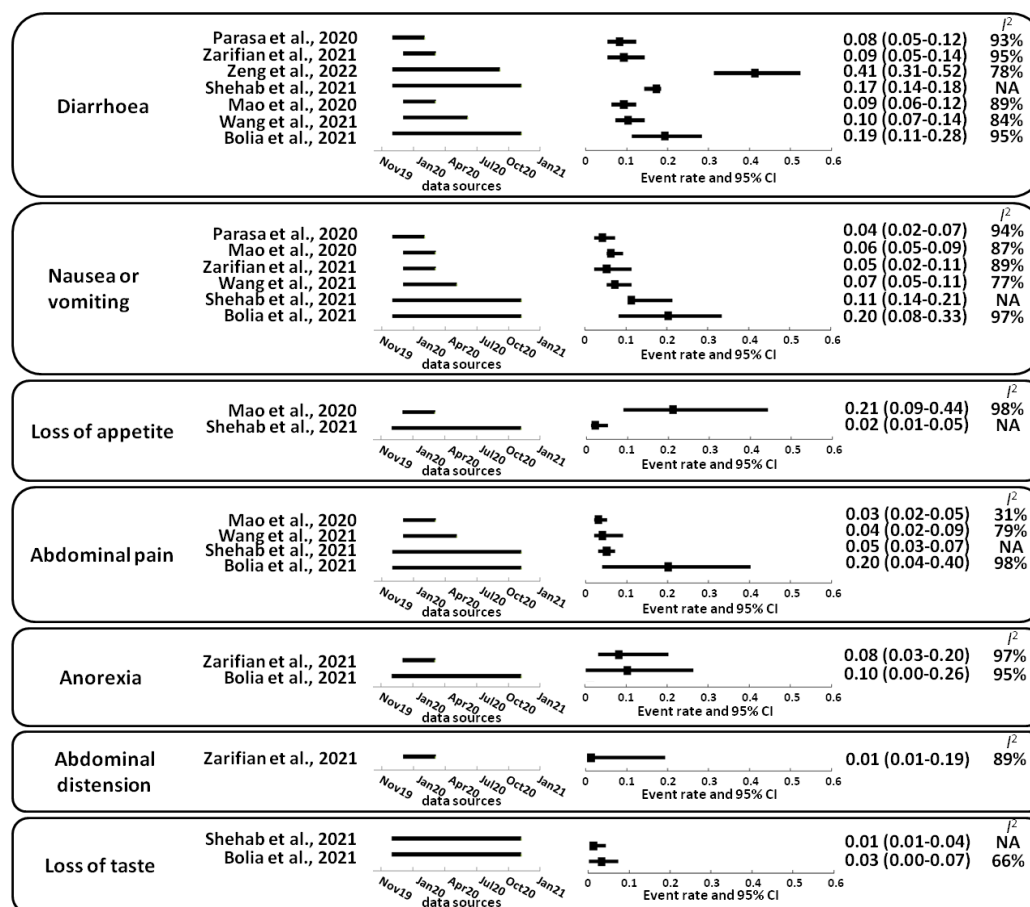 I²
Diarrhoea
Parasa et al., 2020 0.08 (0.05-0.12) 93%
Zarifian et al., 2021 0.09 (0.05-0.14) 95%
Zeng et al., 2022 0.41 (0.31-0.52) 78%
Shehab et al., 2021 0.17 (0.14-0.18) NA
Mao et al., 2020 0.09 (0.06-0.12) 89%
Wang et al., 2021 0.10 (0.07-0.14) 84%
Bolia et al., 2021 0.19 (0.11-0.28) 95%
Nov19 Jan20 Apr20 Jul20 Oct20 Jan21 0 0.1 0.2 0.3 0.4 0.5 0.6
data sources Event rate and 95% CI
I²
Nausea or
vomiting
Parasa et al., 2020 0.04 (0.02-0.07) 94%
Mao et al., 2020 0.06 (0.05-0.09) 87%
Zarifian et al., 2021 0.05 (0.02-0.11) 89%
Wang et al., 2021 0.07 (0.05-0.11) 77%
Shehab et al., 2021 0.11 (0.14-0.21) NA
Bolia et al., 2021 0.20 (0.08-0.33) 97%
Nov19 Jan20 Apr20 Jul20 Oct20 Jan21 0 0.1 0.2 0.3 0.4 0.5 0.6
data sources Event rate and 95% CI
I²
Loss of appetite
Mao et al., 2020 0.21 (0.09-0.44) 98%
Shehab et al., 2021 0.02 (0.01-0.05) NA
Nov19 Jan20 Apr20 Jul20 Oct20 Jan21 0 0.1 0.2 0.3 0.4 0.5 0.6
data sources Event rate and 95% CI
I²
Abdominal pain
Mao et al., 2020 0.03 (0.02-0.05) 31%
Wang et al., 2021 0.04 (0.02-0.09) 79%
Shehab et al., 2021 0.05 (0.03-0.07) NA
Bolia et al., 2021 0.20 (0.04-0.40) 98%
Nov19 Jan20 Apr20 Jul20 Oct20 Jan21 0 0.1 0.2 0.3 0.4 0.5 0.6
data sources Event rate and 95% CI
I²
Anorexia
Zarifian et al., 2021 0.08 (0.03-0.20) 97%
Bolia et al., 2021 0.10 (0.00-0.26) 95%
Nov19 Jan20 Apr20 Jul20 Oct20 Jan21 0 0.1 0.2 0.3 0.4 0.5 0.6
data sources Event rate and 95% CI
I²
Abdominal
distension
Zarifian et al., 2021 0.01 (0.01-0.19) 89%
Nov19 Jan20 Apr20 Jul20 Oct20 Jan21 0 0.1 0.2 0.3 0.4 0.5 0.6
data sources Event rate and 95% CI
I²
Loss of taste
Shehab et al., 2021 0.01 (0.01-0.04) NA
Bolia et al., 2021 0.03 (0.00-0.07) 66%
Nov19 Jan20 Apr20 Jul20 Oct20 Jan21 0 0.1 0.2 0.3 0.4 0.5 0.6
data sources Event rate and 95% CI